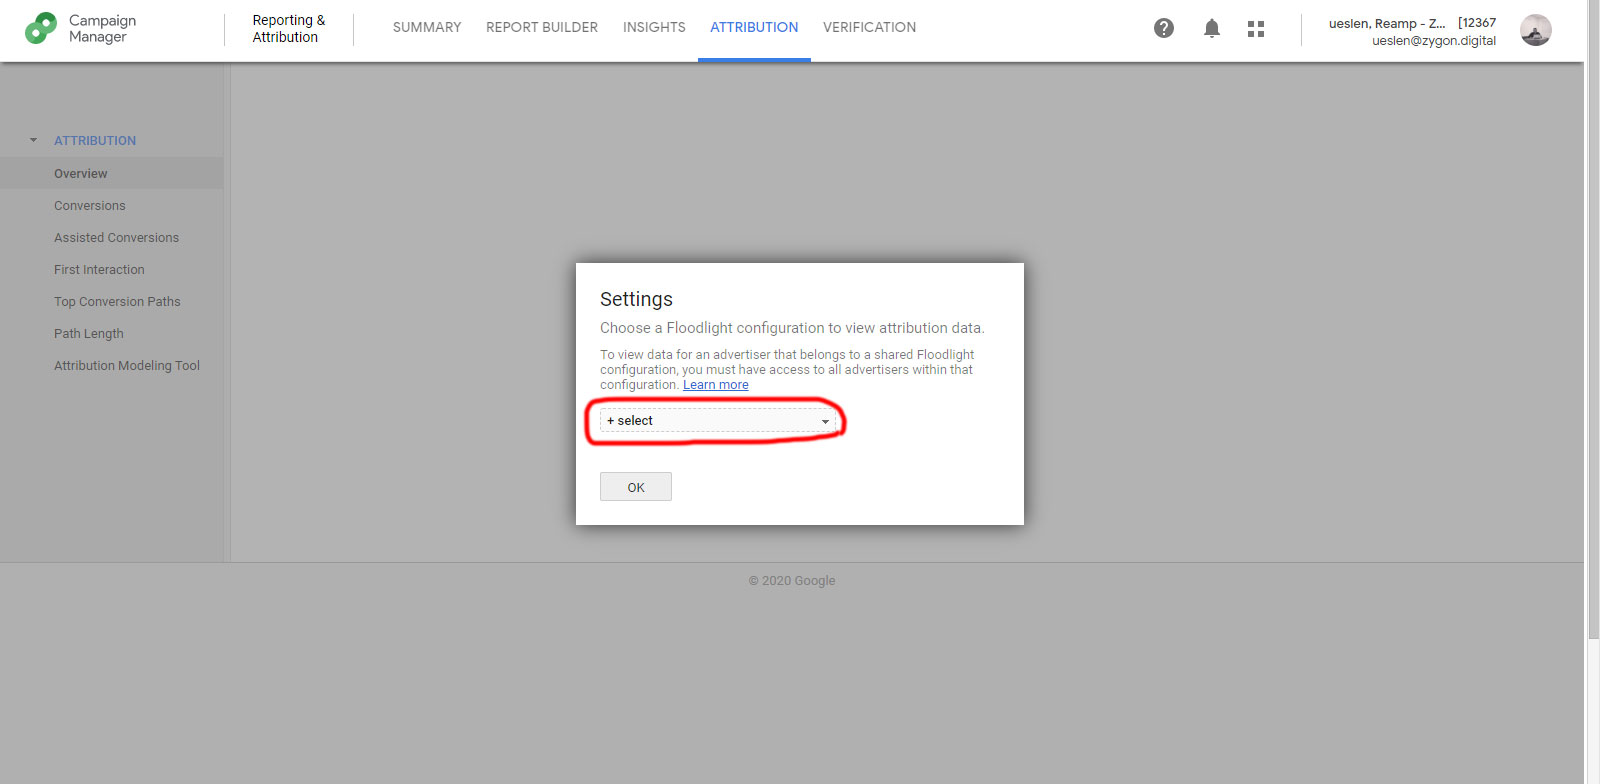 Campaign
Manager
Reporting &
Attribution
SUMMARY
REPORT BUILDER
INSIGHTS
ATTRIBUTION
VERIFICATION
?
ueslen, Reamp - Z... [12367
ueslen@zygon.digital
ATTRIBUTION
Overview
Conversions
Assisted Conversions
First Interaction
Top Conversion Paths
Path Length
Attribution Modeling Tool
Settings
Choose a Floodlight configuration to view attribution data.
To view data for an advertiser that belongs to a shared Floodlight
configuration, you must have access to all advertisers within that
configuration. Learn more
+ select
OK
© 2020 Google